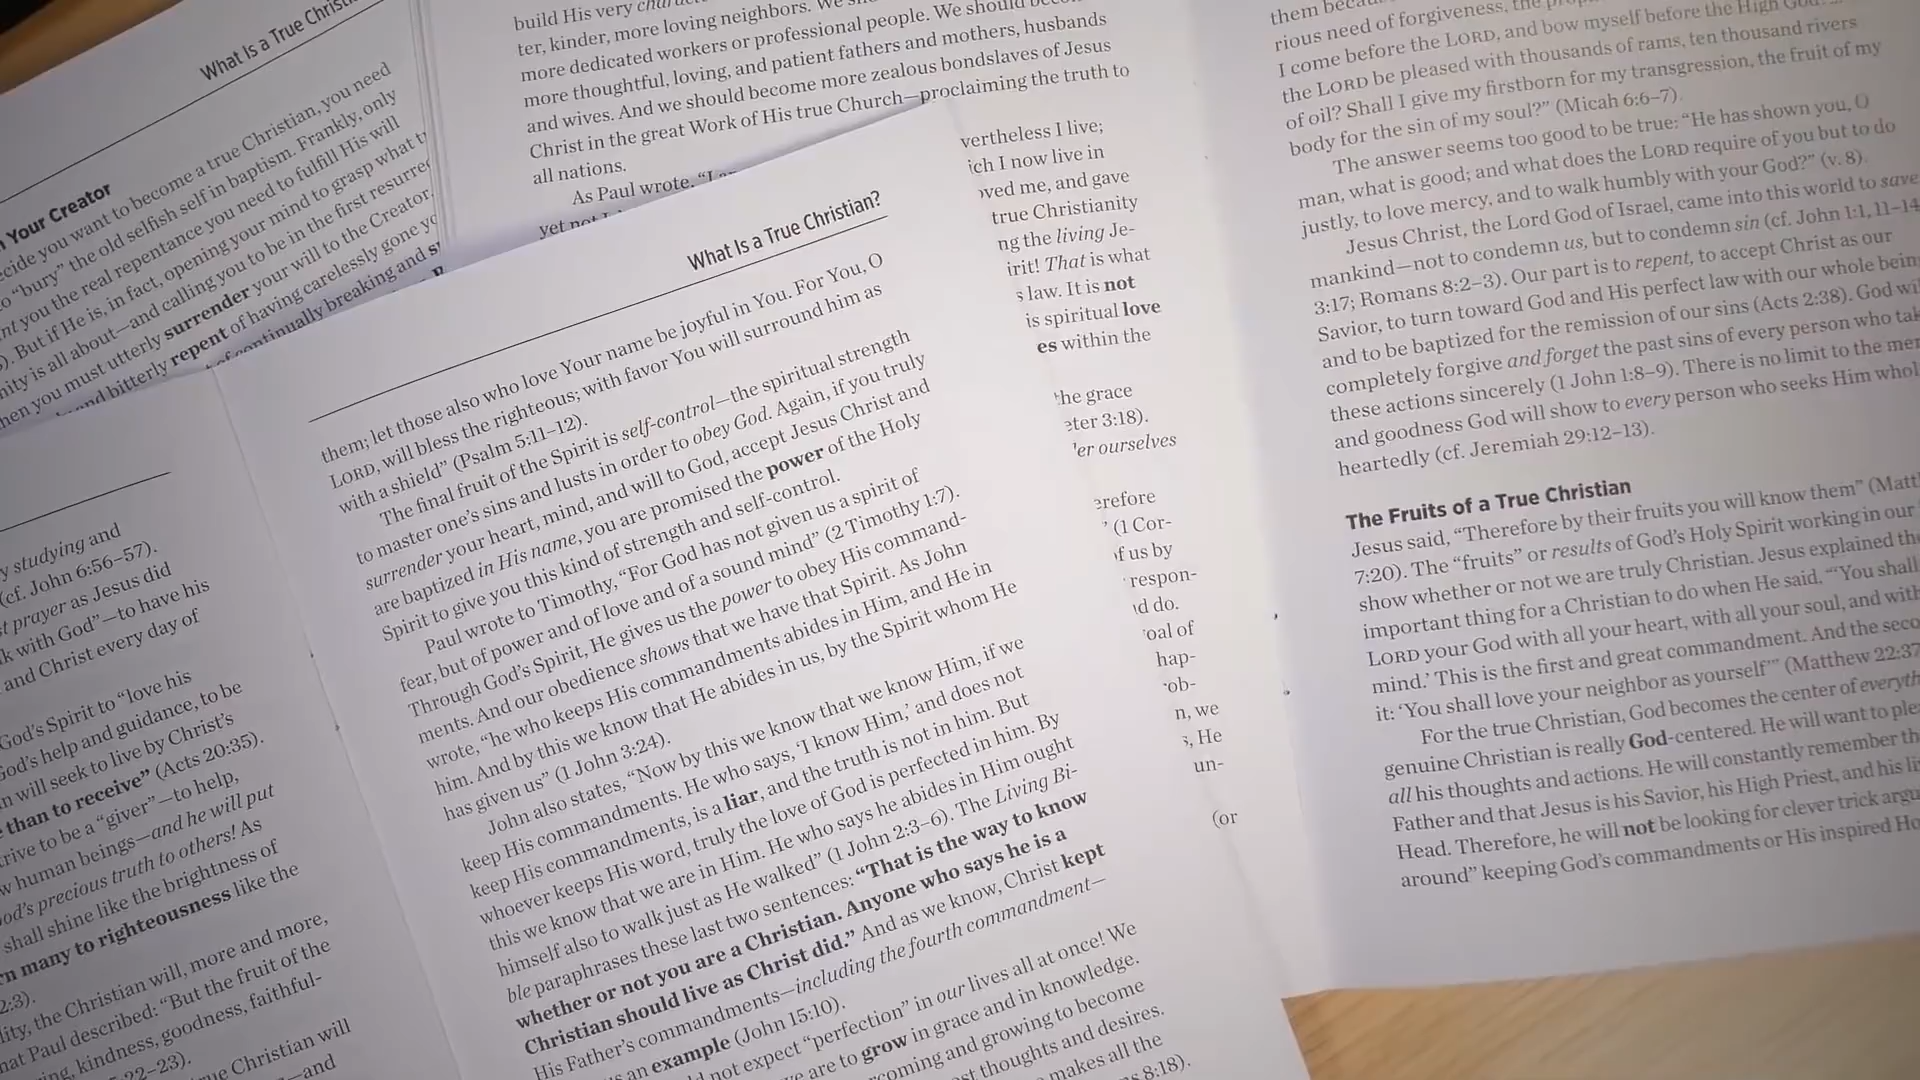 What Is a True Christ
Your Creator
cide you want to become a true Christian, you need
"bury" the old selfish self in baptism. Frankly, only
nt you the real repentance you need to fulfill His will
). But if He is, in fact, opening your mind to grasp what
nity is all about—and calling you to be in the first resurre
hen you must utterly surrender your will to the Creator,
and bitterly repent of having carelessly gone yo
of continually breaking and
y studying and
(cf. John 6:56–57).
t prayer as Jesus did
k with God"—to have his
and Christ every day of
God's Spirit to "love his
God's help and guidance, to be
n will seek to live by Christ's
than to receive" (Acts 20:35).
rive to be a "giver"—to help,
w human beings—and he will put
od's precious truth to others! As
shall shine like the brightness of
rn many to righteousness like the
2:3).
lity, the Christian will, more and more,
hat Paul described: "But the fruit of the
ng, kindness, goodness, faithful-
22–23).
ue Christian will
—and
build His very
ter, kinder, more loving neighbors. We
more dedicated workers or professional people. We should
more thoughtful, loving, and patient fathers and mothers, husbands
and wives. And we should become more zealous bondslaves of Jesus
Christ in the great Work of His true Church—proclaiming the truth to
all nations.
As Paul wrote, "I
yet not
vertheless I live;
ich I now live in
oved me, and gave
true Christianity
ng the living Je-
irit! That is what
s law. It is not
is spiritual love
es within the
the grace
eter 3:18).
er ourselves
erefore
" (1 Cor-
f us by
respon-
d do.
oal of
hap-
ob-
n, we
s, He
un-
(or
What Is a True Christian?
them; let those also who love Your name be joyful in You. For You, O
LORD, will bless the righteous; with favor You will surround him as
with a shield" (Psalm 5:11–12).
The final fruit of the Spirit is self-control—the spiritual strength
to master one's sins and lusts in order to obey God. Again, if you truly
surrender your heart, mind, and will to God, accept Jesus Christ and
are baptized in His name, you are promised the power of the Holy
Spirit to give you this kind of strength and self-control.
Paul wrote to Timothy, "For God has not given us a spirit of
fear, but of power and of love and of a sound mind" (2 Timothy 1:7).
Through God's Spirit, He gives us the power to obey His command-
ments. And our obedience shows that we have that Spirit. As John
wrote, "he who keeps His commandments abides in Him, and He in
him. And by this we know that He abides in us, by the Spirit whom He
has given us" (1 John 3:24).
John also states, "Now by this we know that we know Him, if we
keep His commandments. He who says, 'I know Him,' and does not
keep His commandments, is a liar, and the truth is not in him. But
whoever keeps His word, truly the love of God is perfected in him. By
this we know that we are in Him. He who says he abides in Him ought
himself also to walk just as He walked" (1 John 2:3–6). The Living Bi-
ble paraphrases these last two sentences: "That is the way to know
whether or not you are a Christian. Anyone who says he is a
Christian should live as Christ did." And as we know, Christ kept
His Father's commandments—including the fourth commandment—
an example (John 15:10).
not expect "perfection" in our lives all at once! We
are to grow in grace and in knowledge.
coming and growing to become
st thoughts and desires.
makes all the
8:18).
them
rious need of forgiveness, the
I come before the LORD, and bow myself before the High God?
the LORD be pleased with thousands of rams, ten thousand rivers
of oil? Shall I give my firstborn for my transgression, the fruit of my
body for the sin of my soul?" (Micah 6:6–7).
The answer seems too good to be true: "He has shown you, O
man, what is good; and what does the LORD require of you but to do
justly, to love mercy, and to walk humbly with your God?" (v. 8).
Jesus Christ, the Lord God of Israel, came into this world to save
mankind—not to condemn us, but to condemn sin (cf. John 1:1, 11–14
3:17; Romans 8:2–3). Our part is to repent, to accept Christ as our
Savior, to turn toward God and His perfect law with our whole being
and to be baptized for the remission of our sins (Acts 2:38). God wi
completely forgive and forget the past sins of every person who tak
these actions sincerely (1 John 1:8–9). There is no limit to the mer
and goodness God will show to every person who seeks Him whol
heartedly (cf. Jeremiah 29:12–13).
The Fruits of a True Christian
Jesus said, "Therefore by their fruits you will know them" (Matt
7:20). The "fruits" or results of God's Holy Spirit working in our
show whether or not we are truly Christian. Jesus explained the
important thing for a Christian to do when He said, "'You shall
LORD your God with all your heart, with all your soul, and with
mind.' This is the first and great commandment. And the seco
it: 'You shall love your neighbor as yourself'" (Matthew 22:37
For the true Christian, God becomes the center of everyth
genuine Christian is really God-centered. He will want to plea
all his thoughts and actions. He will constantly remember th
Father and that Jesus is his Savior, his High Priest, and his li
Head. Therefore, he will not be looking for clever trick argu
around" keeping God's commandments or His inspired Ho